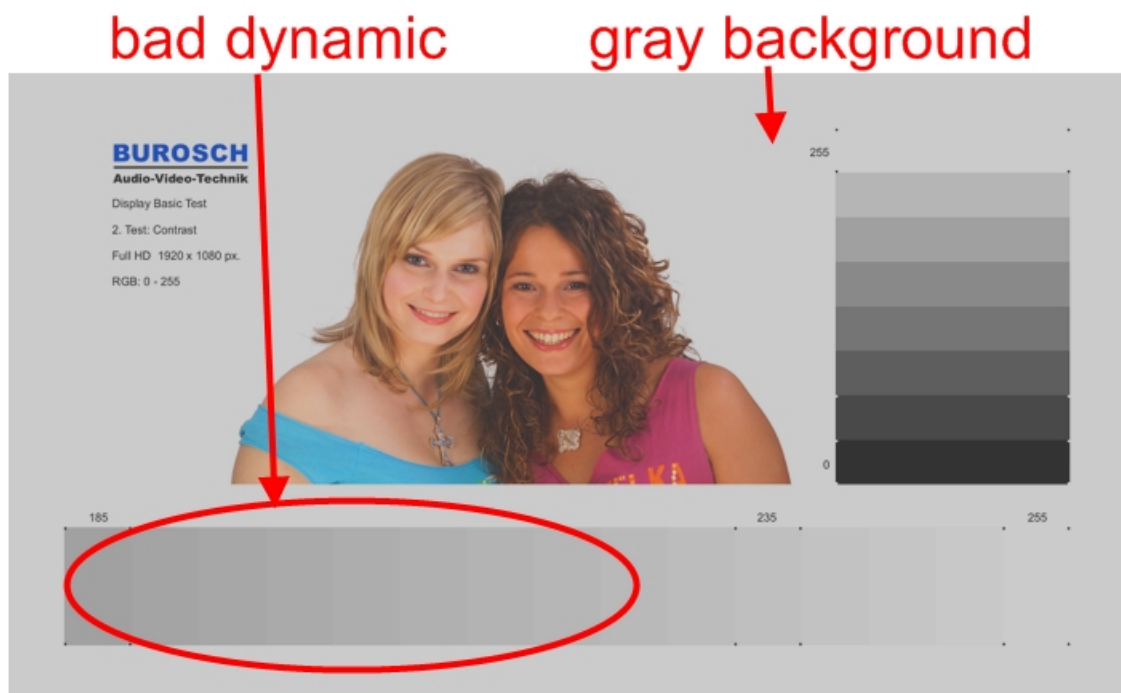 bad dynamic
gray background
BUROSCH
Audio-Video-Technik
Display Basic Test
2. Test: Contrast
Full HD 1920 x 1080 px.
RGB: 0 - 255
255
0
185
235
255